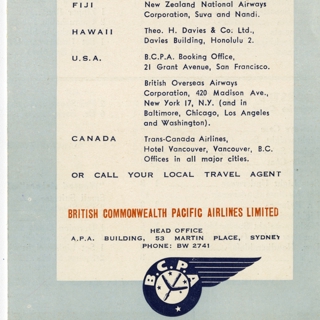 FIJI New Zealand National Airways
Corporation, Suva and Nandi.
HAWAII Theo. H. Davies & Co. Ltd.,
Davies Building, Honolulu 2.
U.S.A. B.C.P.A. Booking Office,
21 Grant Avenue, San Francisco.
British Overseas Airways
Corporation, 420 Madison Ave.,
New York 17, N.Y. (and in
Baltimore, Chicago, Los Angeles
and Washington).
CANADA Trans-Canada Airlines,
Hotel Vancouver, Vancouver, B.C.
Offices in all major cities.
OR CALL YOUR LOCAL TRAVEL AGENT
BRITISH COMMONWEALTH PACIFIC AIRLINES LIMITED
HEAD OFFICE
A.P.A. BUILDING, 53 MARTIN PLACE, SYDNEY
PHONE: BW 2741
B.C.P.A